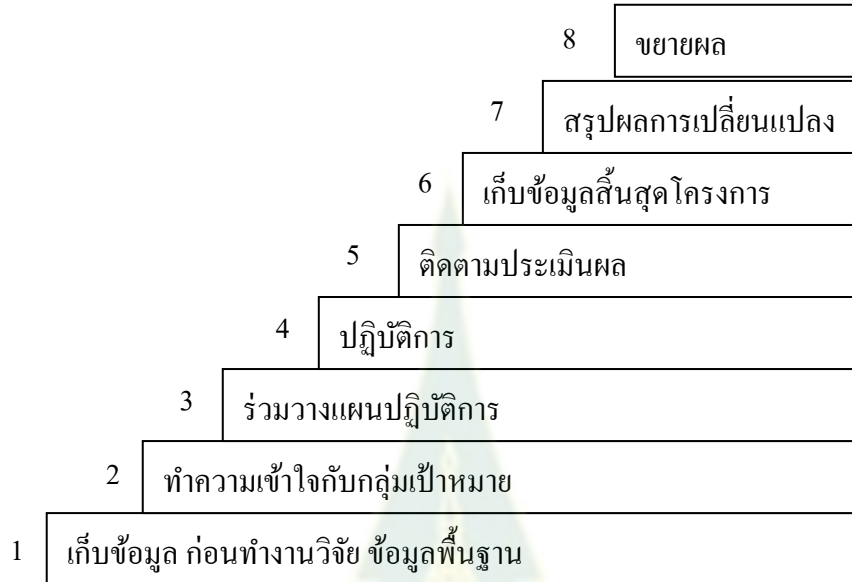 8 ขยายผล
7 สรุปผลการเปลี่ยนแปลง
6 เก็บข้อมูลสิ้นสุดโครงการ
5 ติดตามประเมินผล
4 ปฏิบัติการ
3 ร่วมวางแผนปฏิบัติการ
2 ทำความเข้าใจกับกลุ่มเป้าหมาย
1 เก็บข้อมูล ก่อนทำงานวิจัย ข้อมูลพื้นฐาน